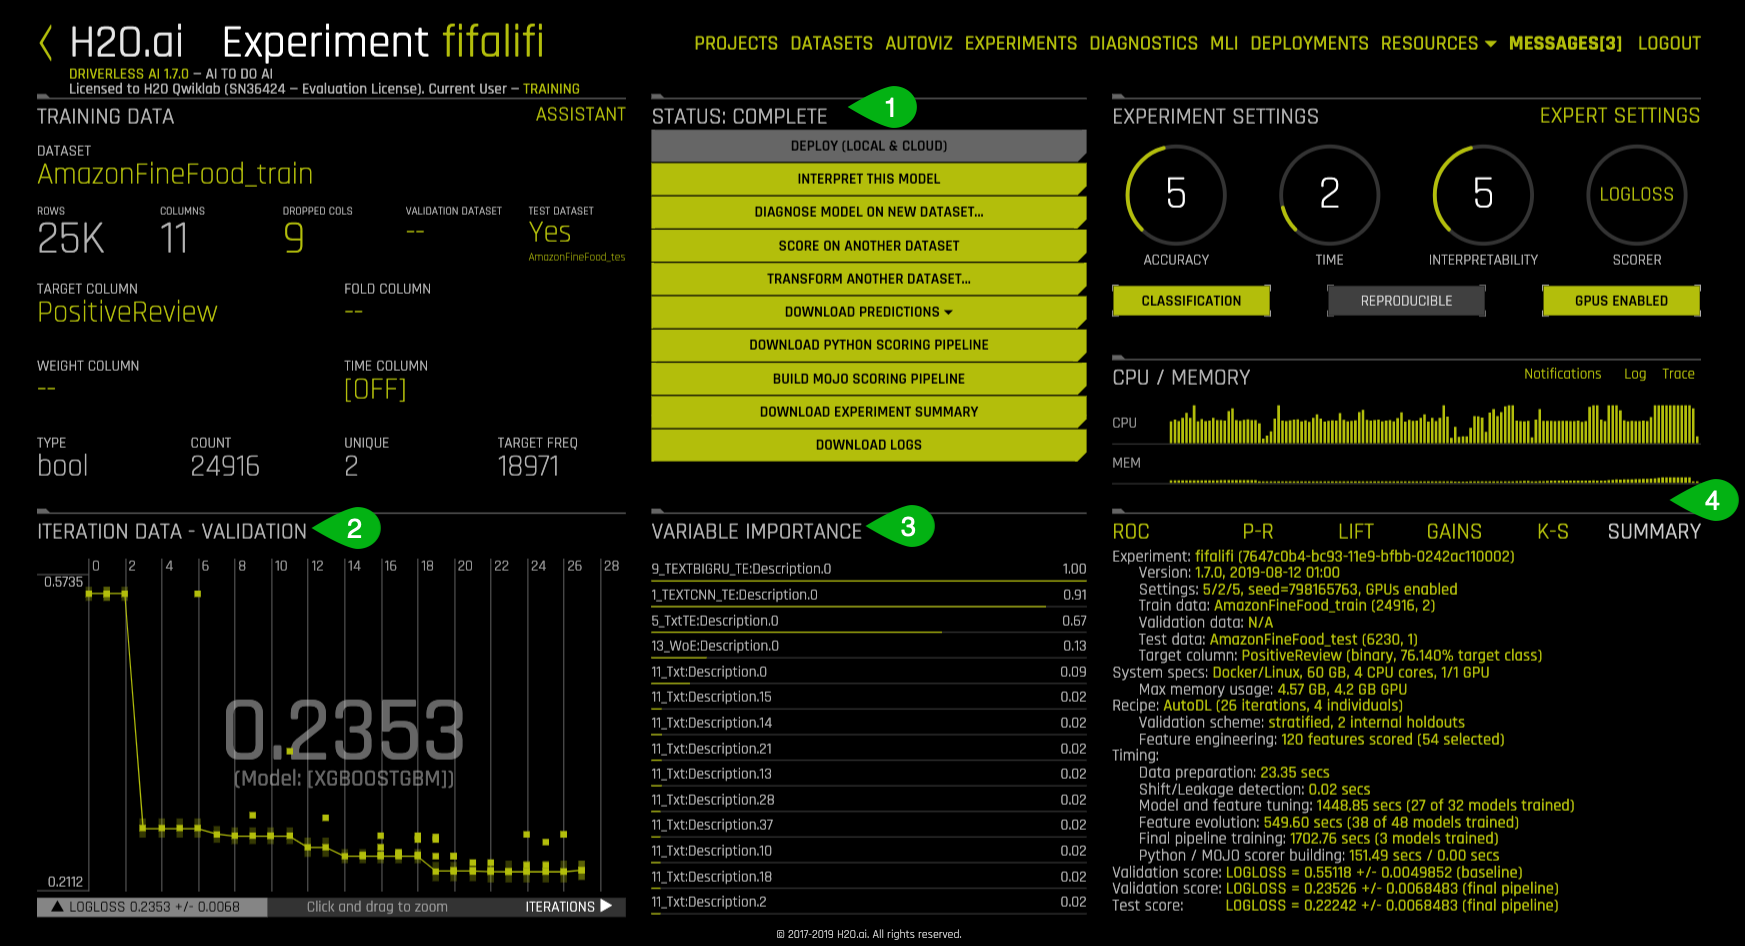 H2O.ai Experiment fifalifi
PROJECTS DATASETS AUTOVIZ EXPERIMENTS DIAGNOSTICS MLI DEPLOYMENTS RESOURCES MESSAGES[3] LOGOUT
DRIVERLESS AI 1.7.0 – AI TO DO AI
Licensed to H2O Qwiklab (SN36424 – Evaluation License). Current User – TRAINING
TRAINING DATA
ASSISTANT
DATASET
AmazonFineFood_train
ROWS COLUMNS DROPPED COLS VALIDATION DATASET TEST DATASET
25K 11 9 -- Yes
AmazonFineFood_tes
TARGET COLUMN FOLD COLUMN
PositiveReview --
WEIGHT COLUMN TIME COLUMN
-- [OFF]
TYPE COUNT UNIQUE TARGET FREQ
bool 24916 2 18971
STATUS: COMPLETE
1
DEPLOY (LOCAL & CLOUD)
INTERPRET THIS MODEL
DIAGNOSE MODEL ON NEW DATASET...
SCORE ON ANOTHER DATASET
TRANSFORM ANOTHER DATASET...
DOWNLOAD PREDICTIONS
DOWNLOAD PYTHON SCORING PIPELINE
BUILD MOJO SCORING PIPELINE
DOWNLOAD EXPERIMENT SUMMARY
DOWNLOAD LOGS
EXPERIMENT SETTINGS
EXPERT SETTINGS
5 2 5 LOGLOSS
ACCURACY TIME INTERPRETABILITY SCORER
CLASSIFICATION REPRODUCIBLE GPUS ENABLED
CPU / MEMORY
Notifications Log Trace
CPU
MEM
ITERATION DATA - VALIDATION
2
0 2 4 6 8 10 12 14 16 18 20 22 24 26 28
0.5735
0.2353
(Model: [XGBOOSTGBM])
0.2112
LOGLOSS 0.2353 +/- 0.0068 Click and drag to zoom ITERATIONS
VARIABLE IMPORTANCE
3
9_TEXTBIGRU_TE:Description.0 1.00
1_TEXTCNN_TE:Description.0 0.91
5_TxtTE:Description.0 0.67
13_WoE:Description.0 0.13
11_Txt:Description.0 0.09
11_Txt:Description.15 0.02
11_Txt:Description.14 0.02
11_Txt:Description.21 0.02
11_Txt:Description.13 0.02
11_Txt:Description.28 0.02
11_Txt:Description.37 0.02
11_Txt:Description.10 0.02
11_Txt:Description.18 0.02
11_Txt:Description.2 0.02
4
ROC P-R LIFT GAINS K-S SUMMARY
Experiment: fifalifi (7647c0b4-bc93-11e9-bfbb-0242ac110002)
Version: 1.7.0, 2019-08-12 01:00
Settings: 5/2/5, seed=798165763, GPUs enabled
Train data: AmazonFineFood_train (24916, 2)
Validation data: N/A
Test data: AmazonFineFood_test (6230, 1)
Target column: PositiveReview (binary, 76.140% target class)
System specs: Docker/Linux, 60 GB, 4 CPU cores, 1/1 GPU
Max memory usage: 4.57 GB, 4.2 GB GPU
Recipe: AutoDL (26 iterations, 4 individuals)
Validation scheme: stratified, 2 internal holdouts
Feature engineering: 120 features scored (54 selected)
Timing:
Data preparation: 23.35 secs
Shift/Leakage detection: 0.02 secs
Model and feature tuning: 1448.85 secs (27 of 32 models trained)
Feature evolution: 549.60 secs (38 of 48 models trained)
Final pipeline training: 1702.76 secs (3 models trained)
Python / MOJO scorer building: 151.49 secs / 0.00 secs
Validation score: LOGLOSS = 0.55118 +/- 0.0049852 (baseline)
Validation score: LOGLOSS = 0.23526 +/- 0.0068483 (final pipeline)
Test score: LOGLOSS = 0.22242 +/- 0.0068483 (final pipeline)
© 2017-2019 H2O.ai. All rights reserved.